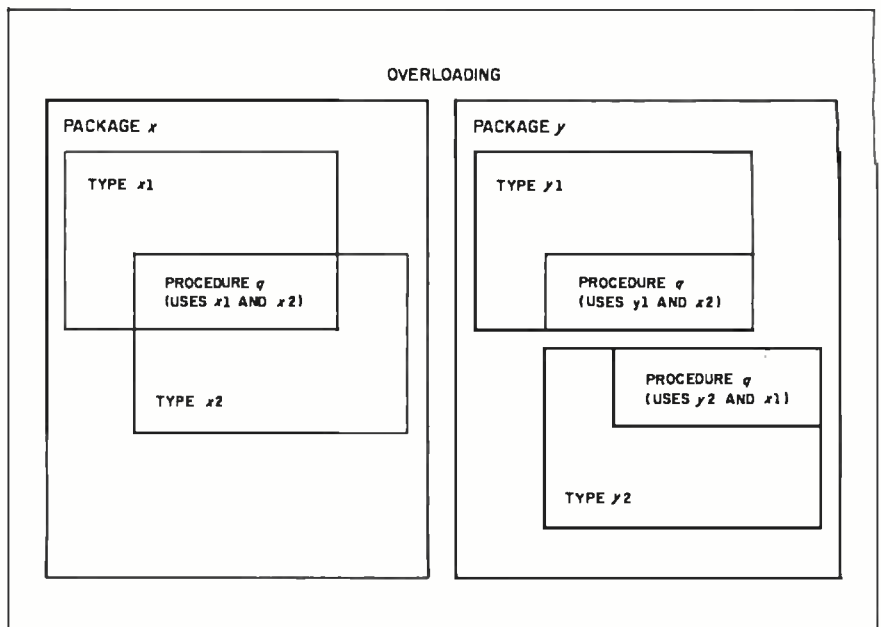 OVERLOADING
PACKAGE x
TYPE x1
PROCEDURE q
(USES x1 AND x2)
TYPE x2
PACKAGE y
TYPE y1
PROCEDURE q
(USES y1 AND x2)
PROCEDURE q
(USES y2 AND x1)
TYPE y2